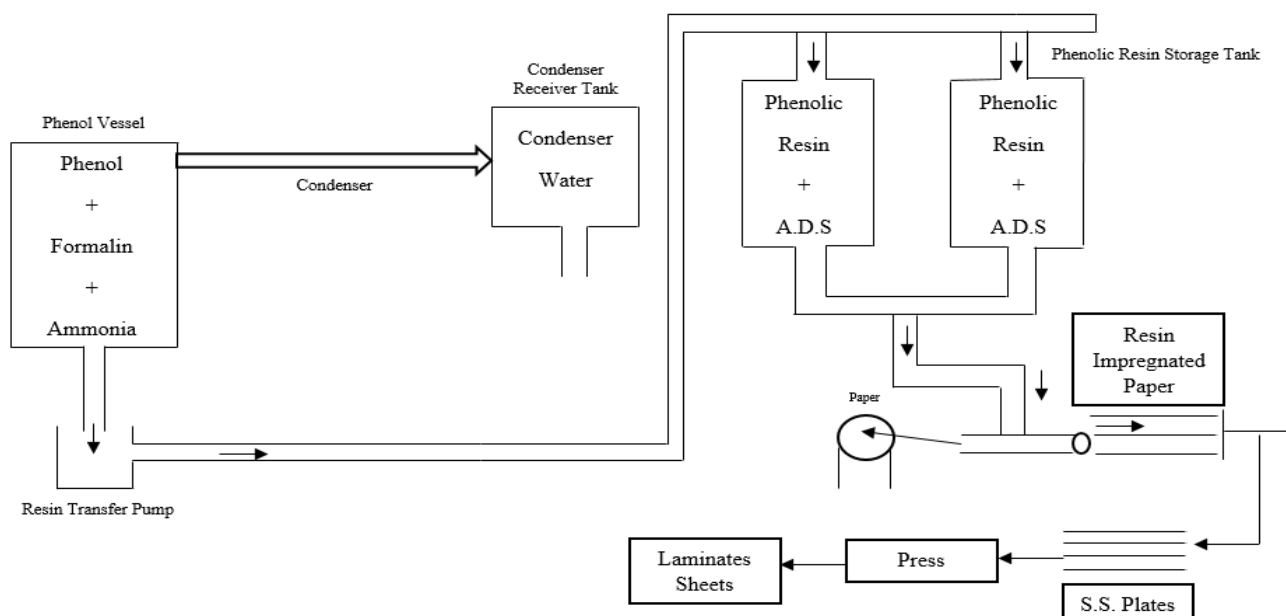 Phenol Vessel
Phenol
+
Formalin
+
Ammonia
Resin Transfer Pump
Condenser
Condenser
Receiver Tank
Condenser
Water
Phenolic Resin Storage Tank
Phenolic
Resin
+
A.D.S
Phenolic
Resin
+
A.D.S
Paper
Resin
Impregnated
Paper
S.S. Plates
Press
Laminates
Sheets